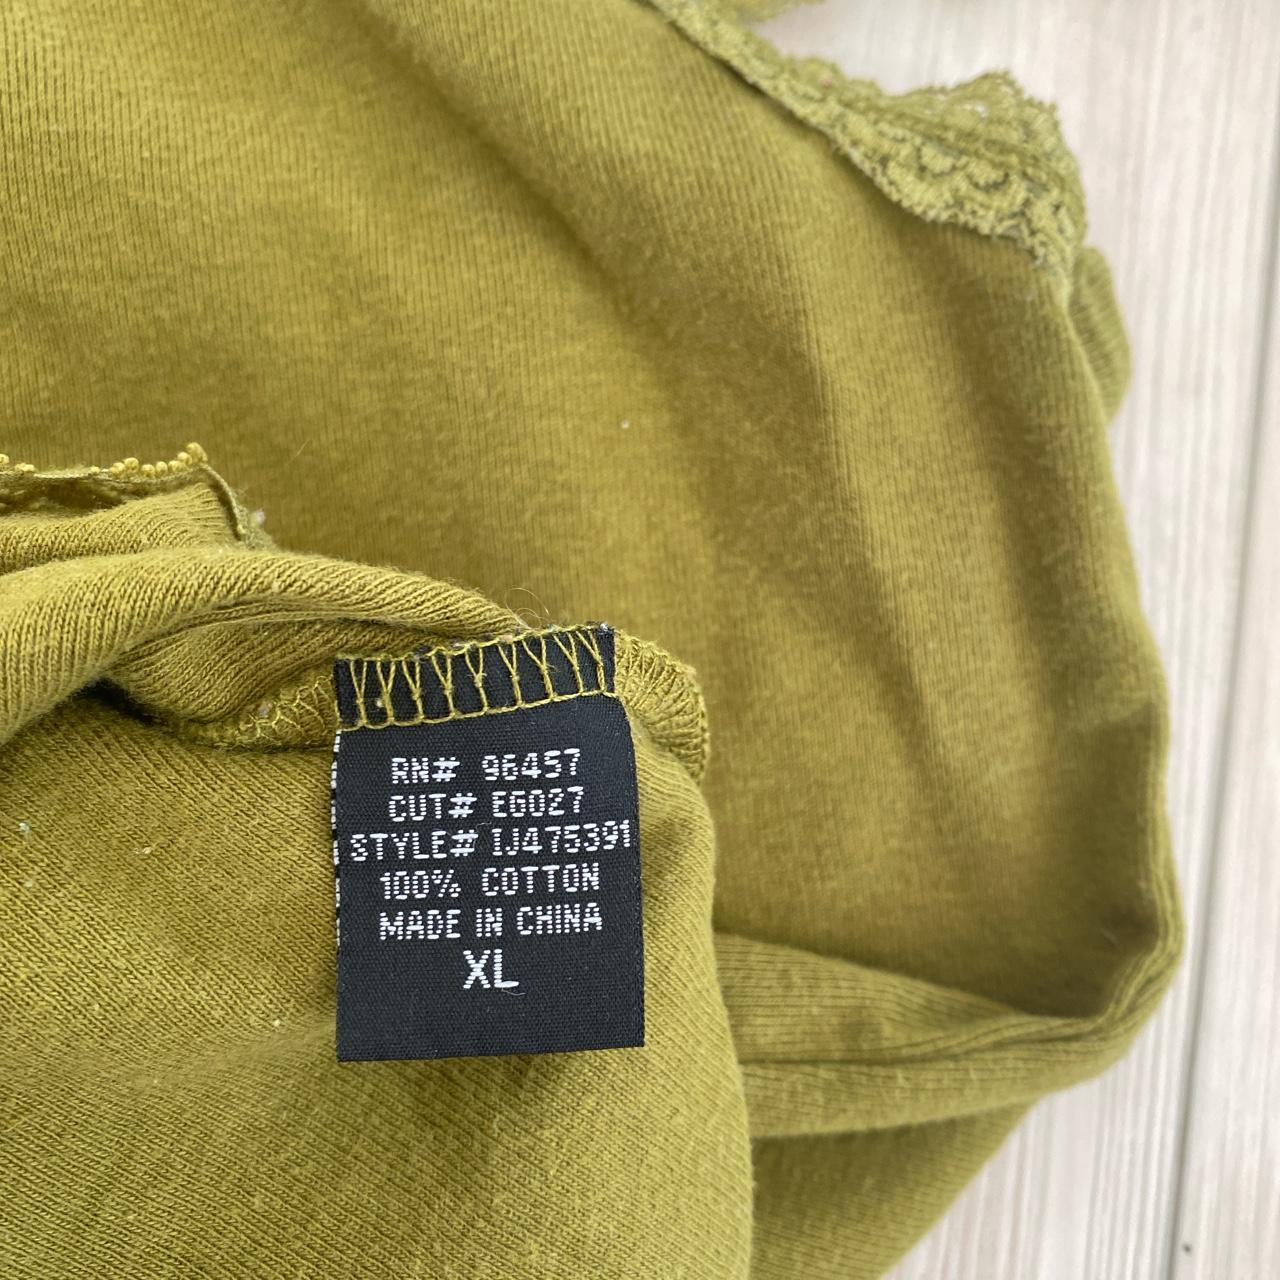 RN# 96457
CUT# EG027
STYLE# IJ475391
100% COTTON
MADE IN CHINA
XL